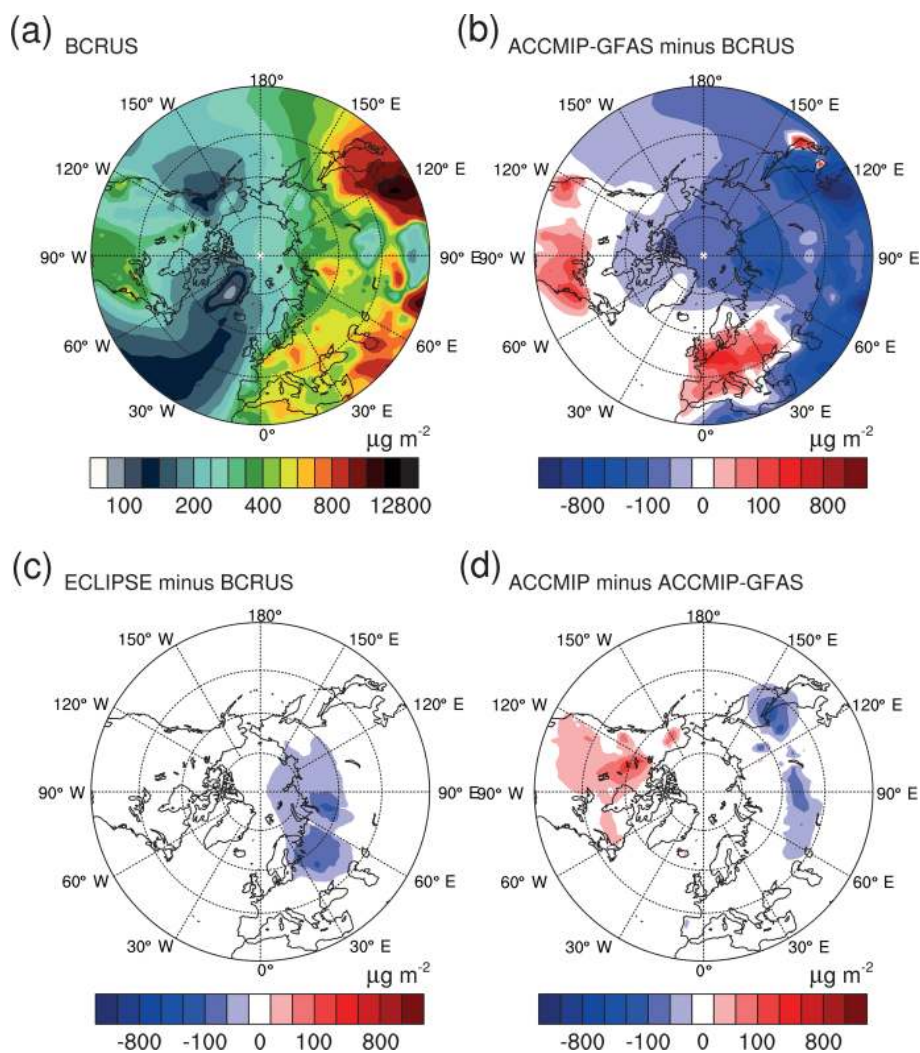 (a) BCRUS
180°
150° W 150° E
120° W 120° E
90° W 90° E
60° W 60° E
30° W 30° E
0°
µg m-2
100 200 400 800 12800
(b) ACCMIP-GFAS minus BCRUS
180°
150° W 150° E
120° W 120° E
90° W 90° E
60° W 60° E
30° W 30° E
0°
µg m-2
-800 -100 0 100 800
(c) ECLIPSE minus BCRUS
180°
150° W 150° E
120° W 120° E
90° W 90° E
60° W 60° E
30° W 30° E
0°
µg m-2
-800 -100 0 100 800
(d) ACCMIP minus ACCMIP-GFAS
180°
150° W 150° E
120° W 120° E
90° W 90° E
60° W 60° E
30° W 30° E
0°
µg m-2
-800 -100 0 100 800